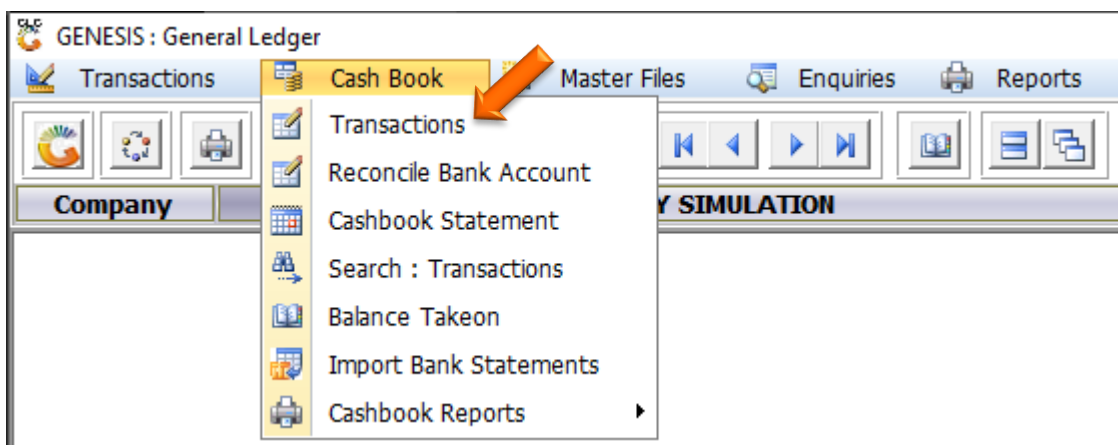 GENESIS : General Ledger
Transactions Cash Book Master Files Enquiries Reports
Transactions
Reconcile Bank Account
Company Y SIMULATION
Cashbook Statement
Search : Transactions
Balance Takeon
Import Bank Statements
Cashbook Reports